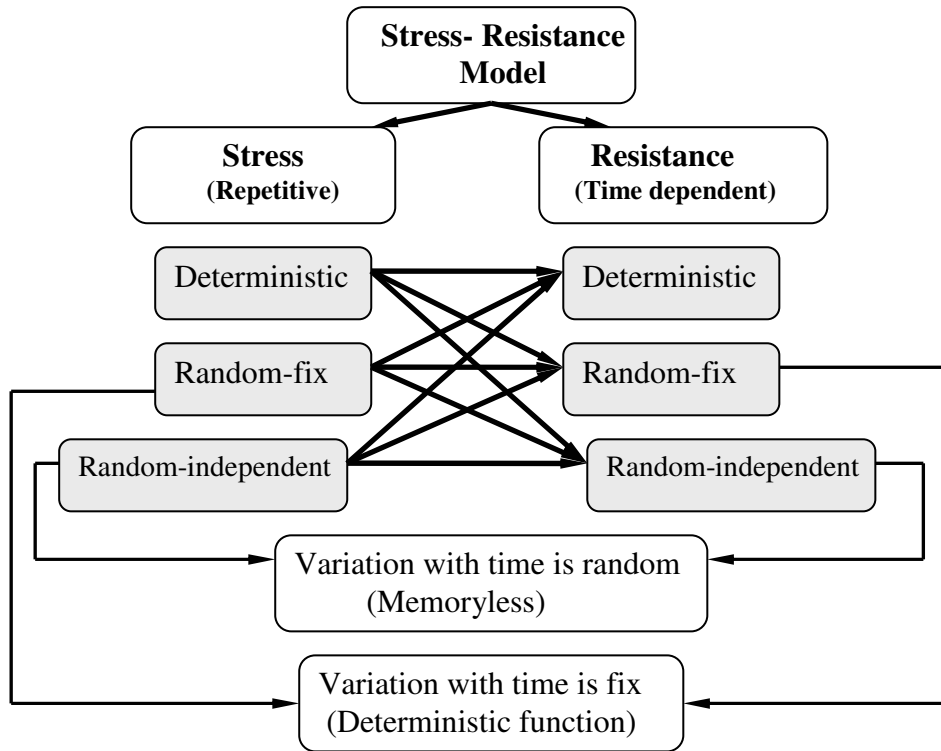 Stress- Resistance
Model
Stress
(Repetitive)
Resistance
(Time dependent)
Deterministic
Deterministic
Random-fix
Random-fix
Random-independent
Random-independent
Variation with time is random
(Memoryless)
Variation with time is fix
(Deterministic function)